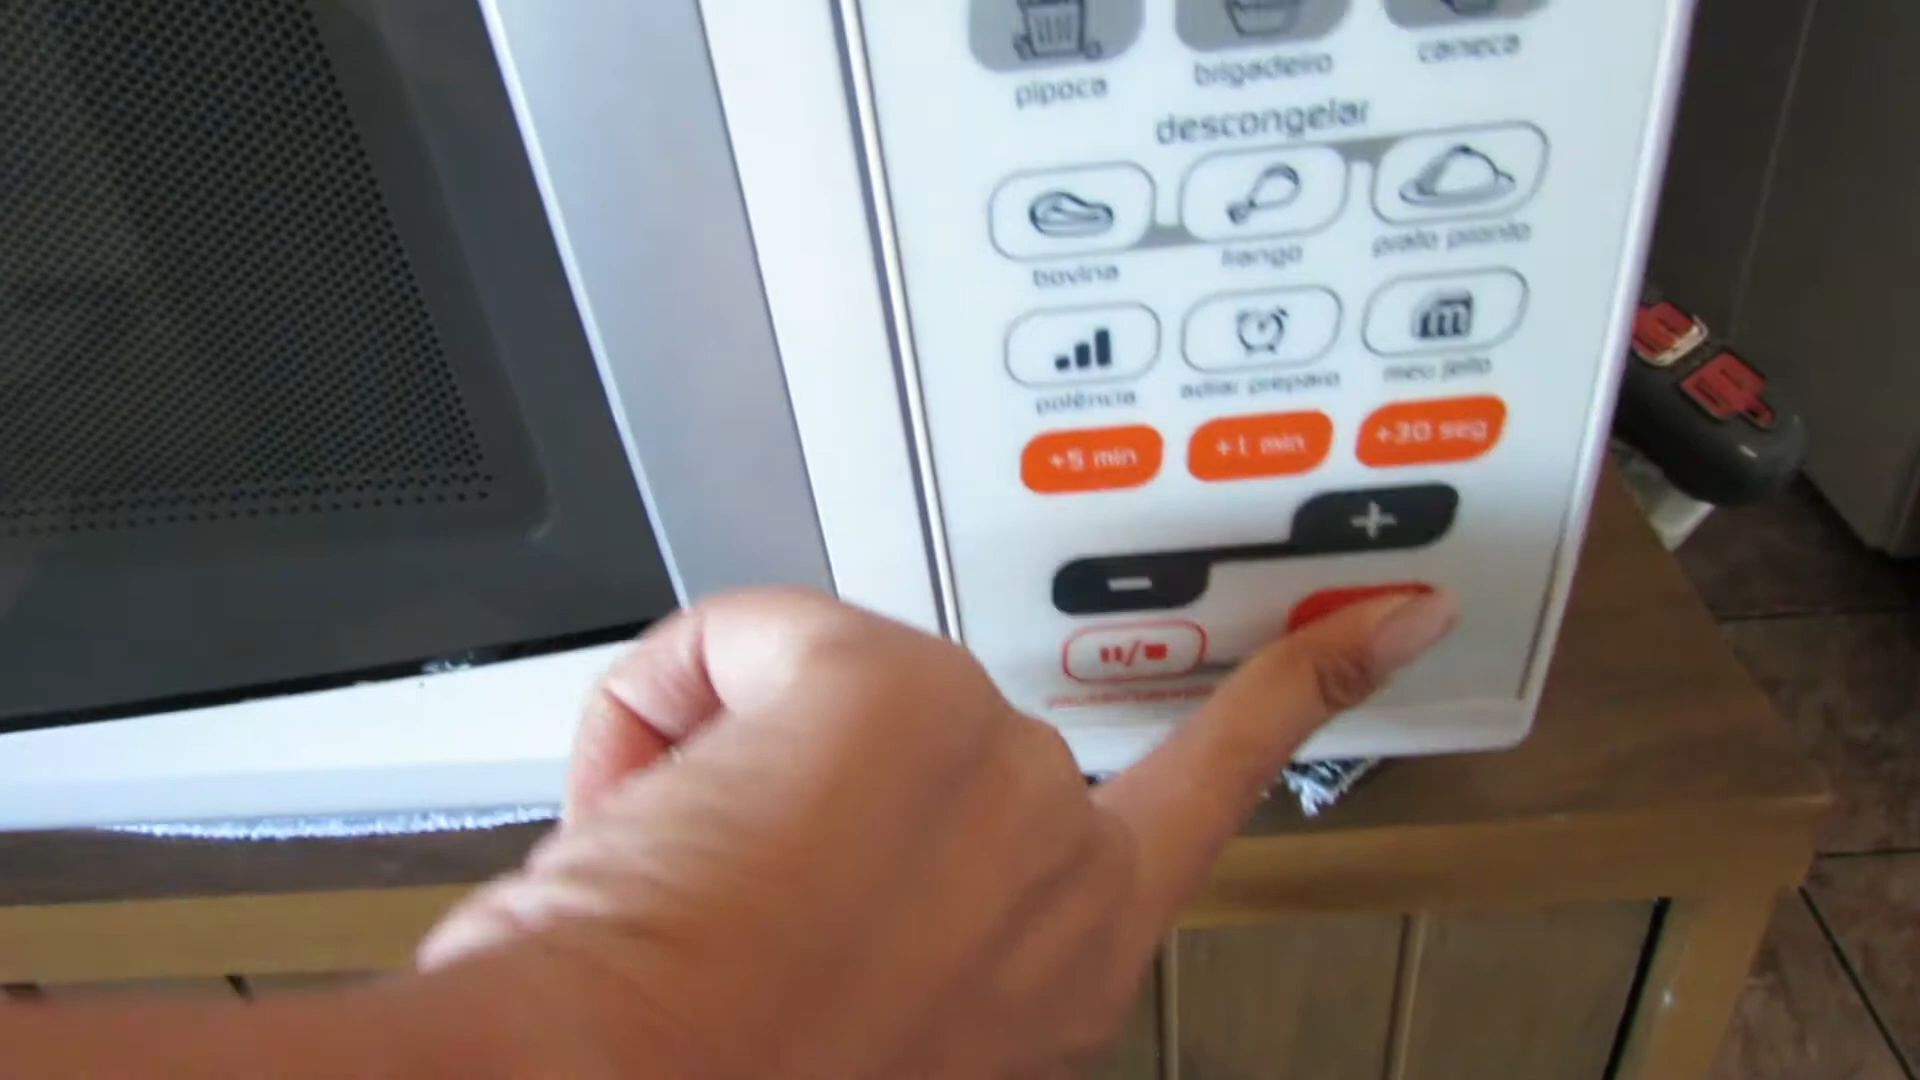 pipoca brigadeiro caneca
descongelar
bovina frango prato pronto
potência adiar preparo meu jeito
+5 min +1 min +30 seg
+
-